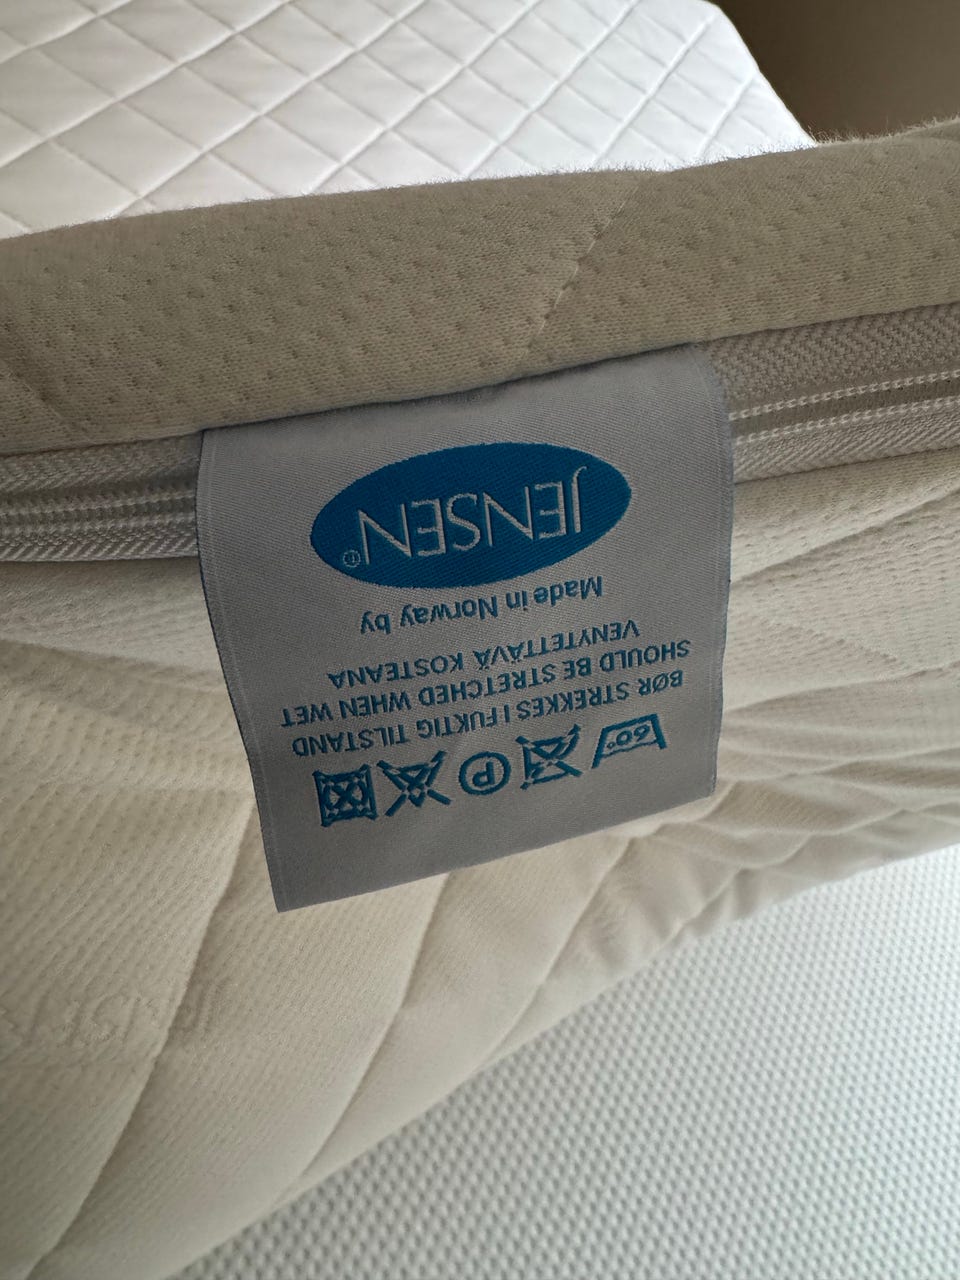 60°
P
BØR STREKKES I FUKTIG TILSTAND
SHOULD BE STRETCHED WHEN WET
VENYTETTÄVÄ KOSTEANA
Made in Norway by
JENSEN®